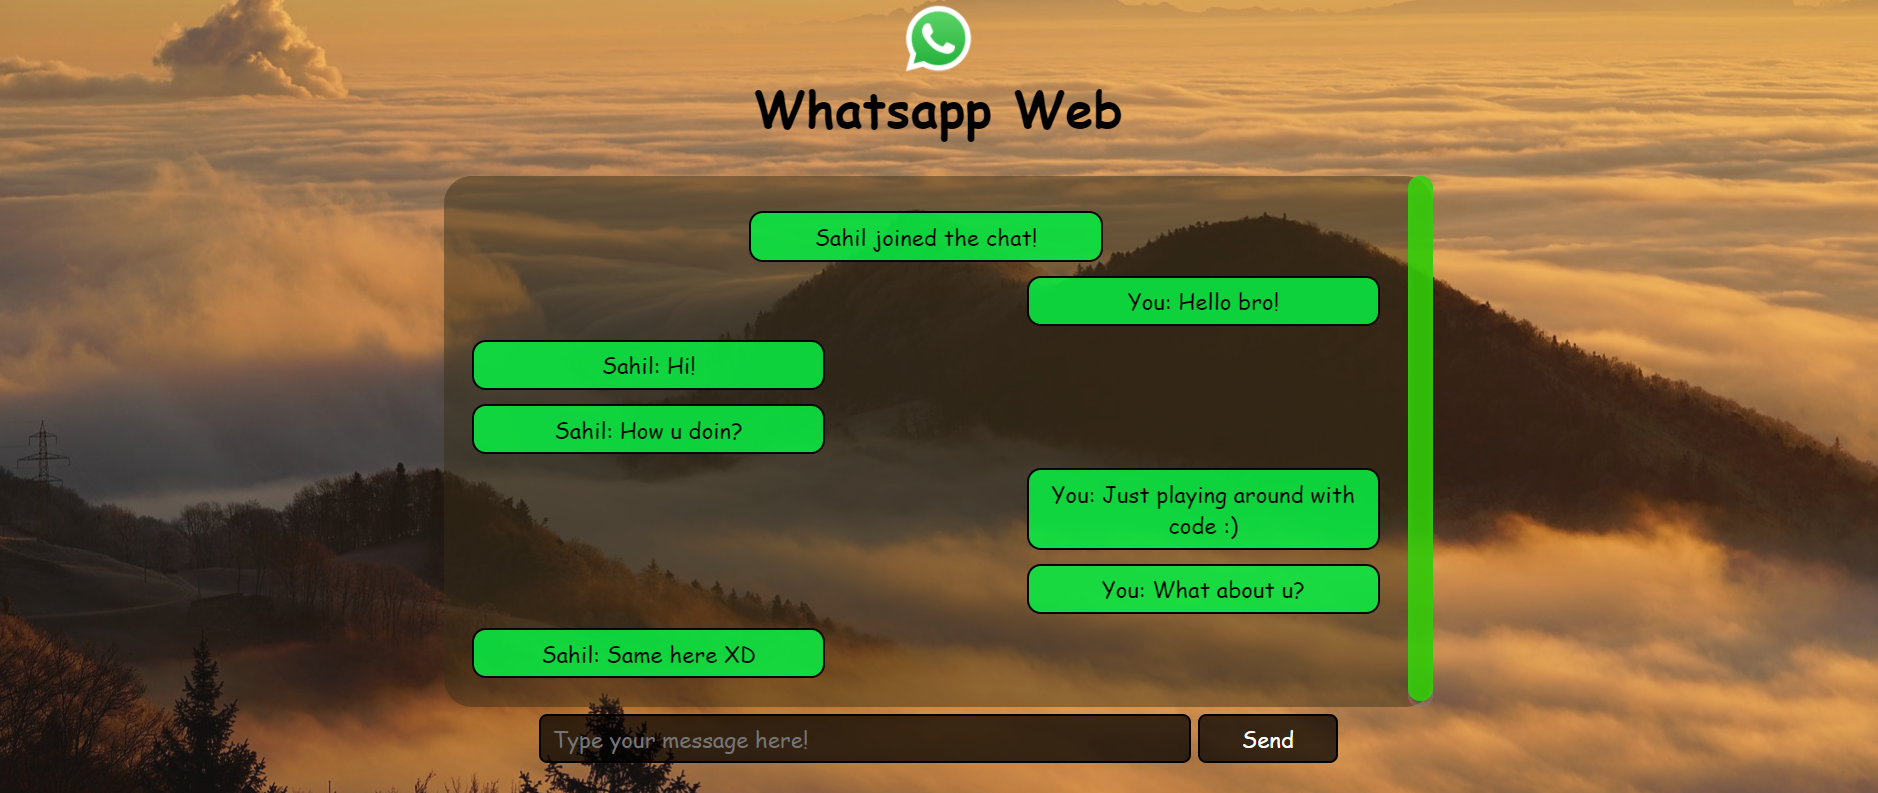 Whatsapp Web
Sahil joined the chat!
You: Hello bro!
Sahil: Hi!
Sahil: How u doin?
You: Just playing around with
code :)
You: What about u?
Sahil: Same here XD
Type your message here!
Send